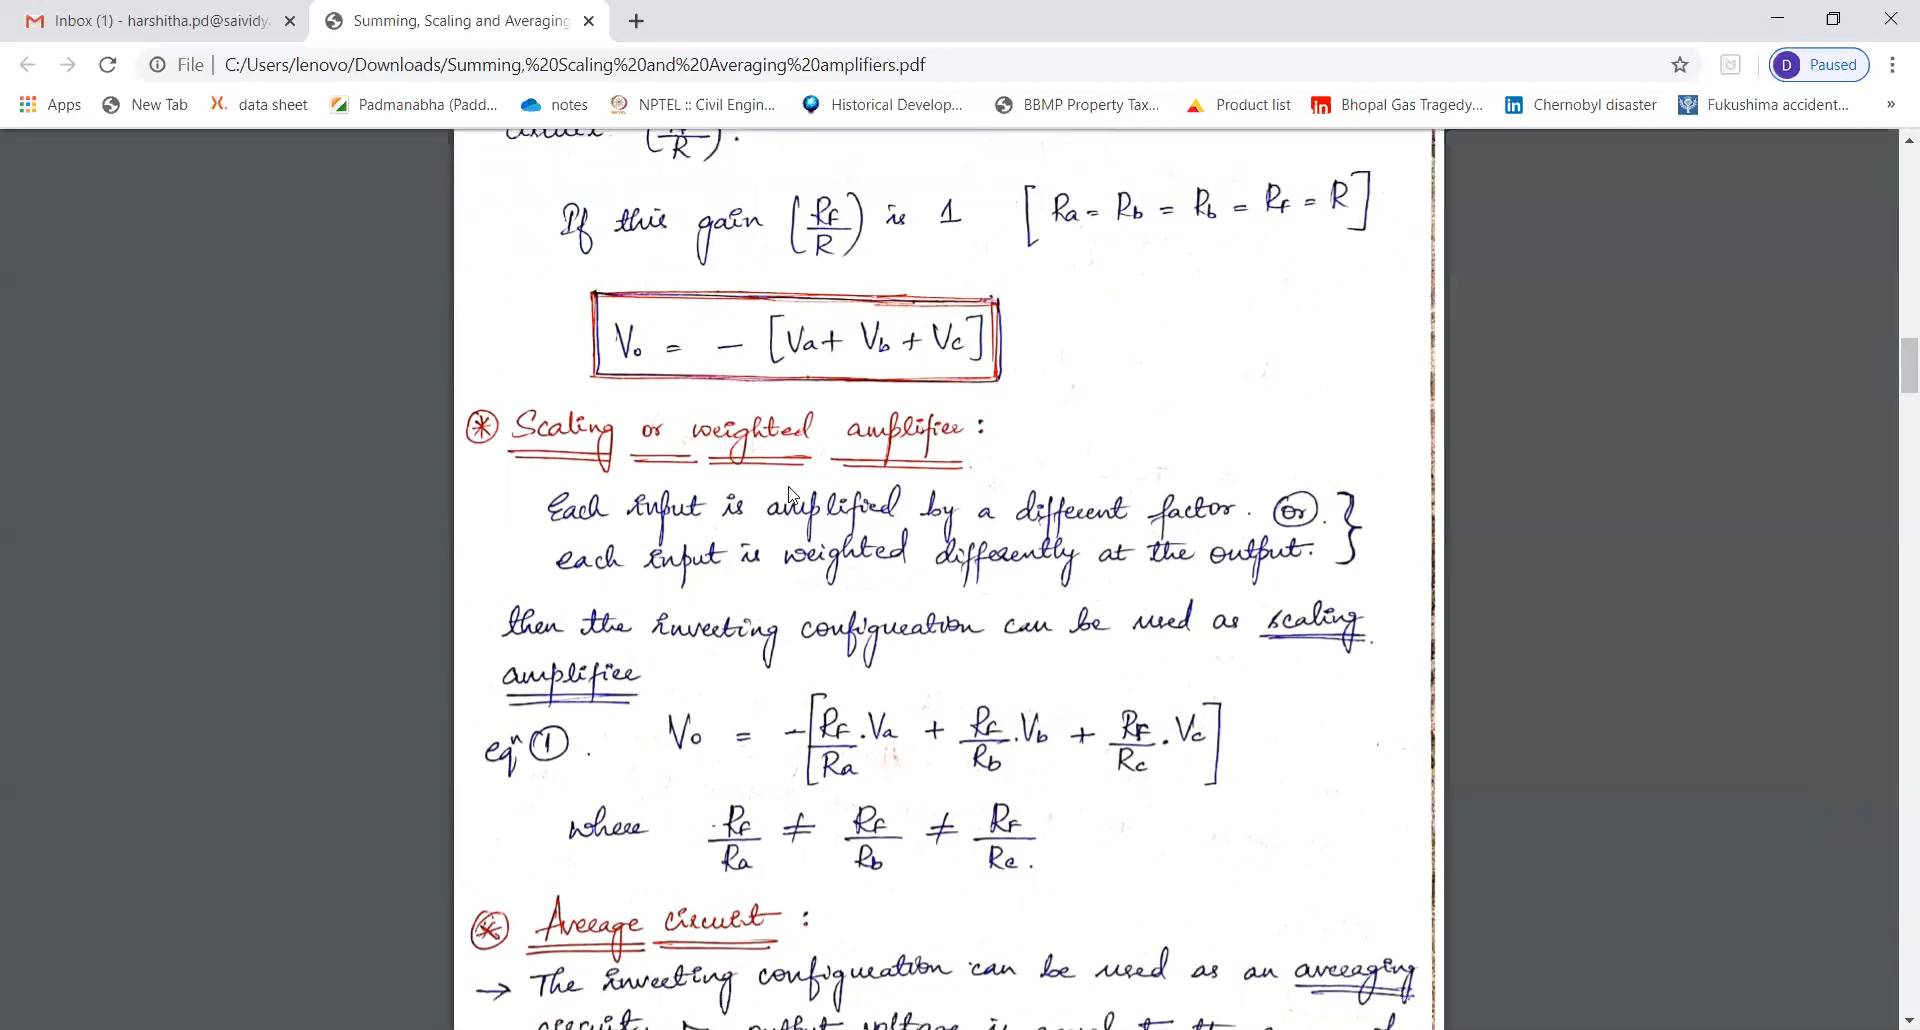 Inbox (1) - harshitha.pd@saividy
Summing, Scaling and Averaging
File | C:/Users/lenovo/Downloads/Summing,%20Scaling%20and%20Averaging%20amplifiers.pdf
D Paused
Apps New Tab data sheet Padmanabha (Padd... notes NPTEL :: Civil Engin... Historical Develop... BBMP Property Tax... Product list Bhopal Gas Tragedy... Chernobyl disaster Fukushima accident... »
If this gain (RF/R) is 1 [Ra = Rb = Rb = RF = R]
Vo = - [Va + Vb + Vc]
Scaling or weighted amplifier :
Each input is amplified by a different factor. (or).
each input is weighted differently at the output. }
then the inverting configuration can be used as scaling.
amplifier
eqn ①. Vo = -[RF/Ra . Va + RF/Rb . Vb + RF/Rc . Vc]
where RF/Ra ≠ RF/Rb ≠ RF/Rc.
Average circuit :
→ The inverting configuration can be used as an averaging